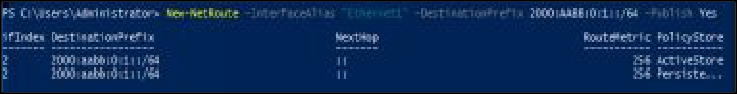 PS C:\Users\Administrator> New-NetRoute -InterfaceAlias "Ethernet1" -DestinationPrefix 2000:AABB:0:1::/64 -Publish Yes
ifIndex DestinationPrefix NextHop RouteMetric PolicyStore
------- ----------------- ------- ----------- -----------
2 2000:aabb:0:1::/64 :: 256 ActiveStore
2 2000:aabb:0:1::/64 :: 256 Persiste...